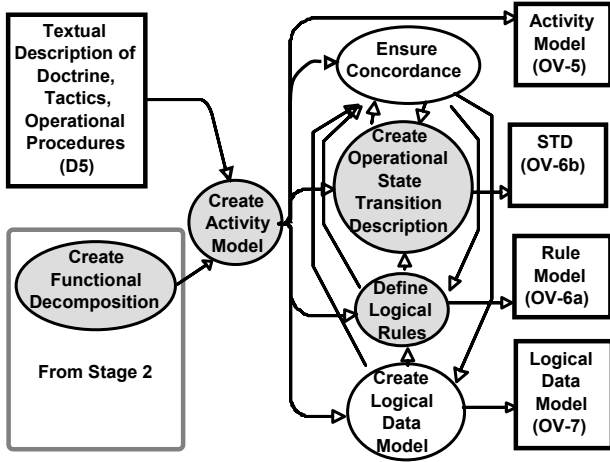 Textual
Description of
Doctrine,
Tactics,
Operational
Procedures
(D5)
Create
Functional
Decomposition
From Stage 2
Create
Activity
Model
Ensure
Concordance
Create
Operational
State
Transition
Description
Define
Logical
Rules
Create
Logical
Data Model
Activity
Model
(OV-5)
STD
(OV-6b)
Rule
Model
(OV-6a)
Logical
Data
Model
(OV-7)